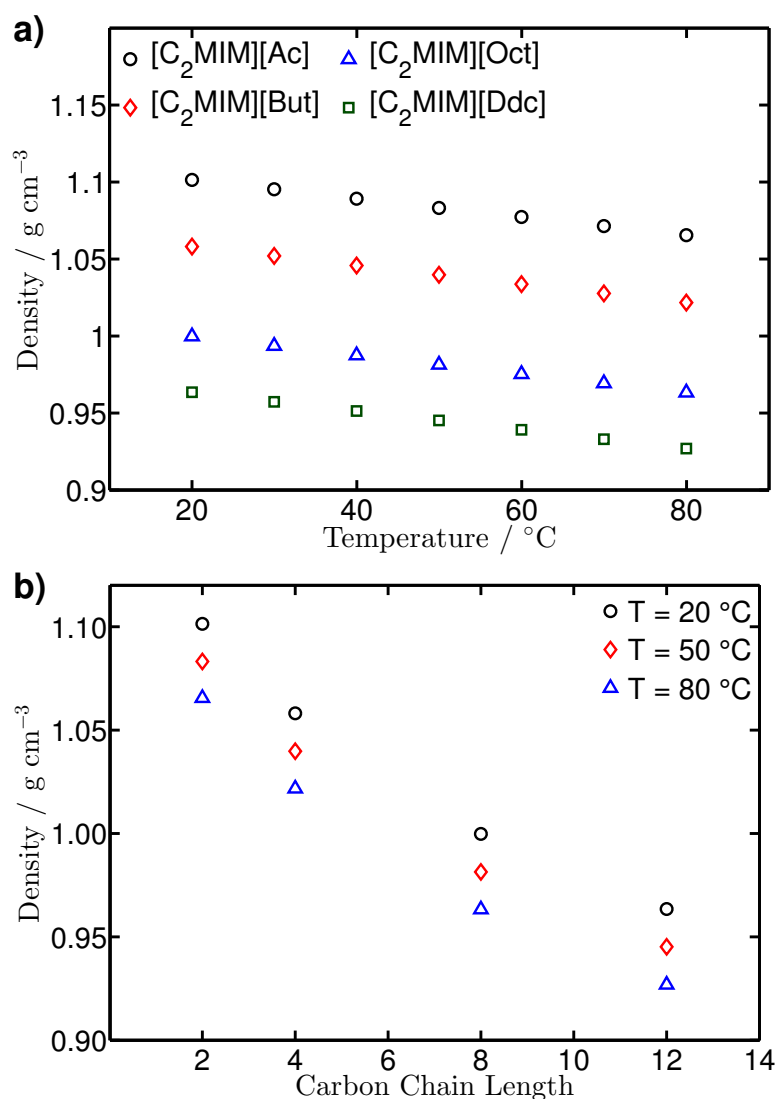 a)
[C₂MIM][Ac] [C₂MIM][Oct]
[C₂MIM][But] [C₂MIM][Ddc]
1.15
1.1
1.05
1
0.95
0.9
Density / g cm⁻³
20 40 60 80
Temperature / °C
b)
T = 20 °C
T = 50 °C
T = 80 °C
1.10
1.05
1.00
0.95
0.90
Density / g cm⁻³
2 4 6 8 10 12 14
Carbon Chain Length